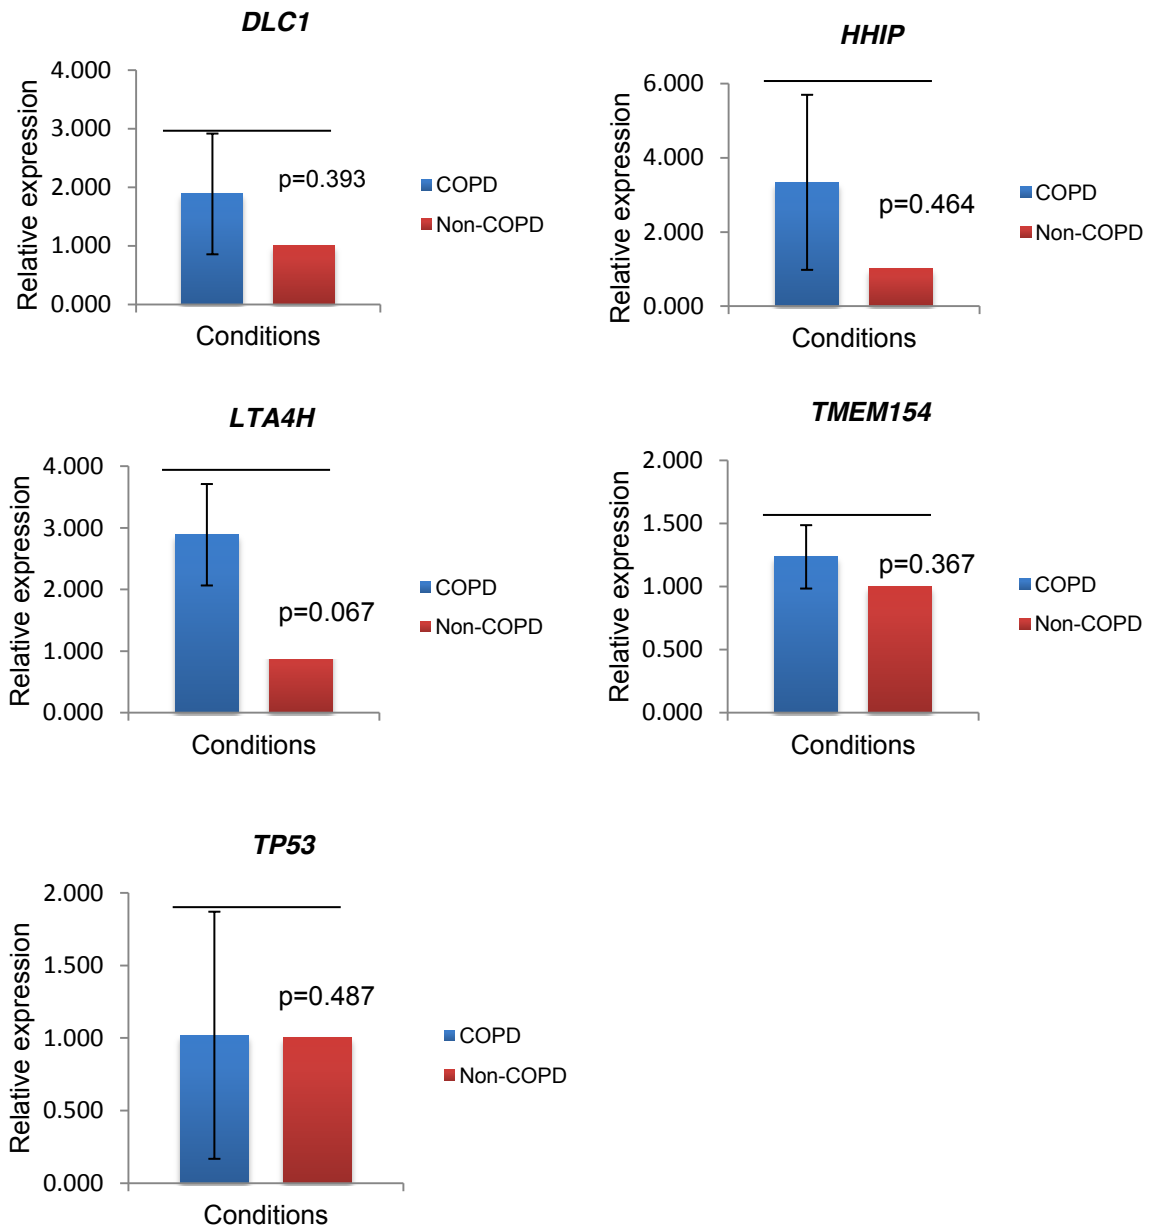 DLC1
Relative expression
4.000
3.000
2.000
1.000
0.000
p=0.393
COPD
Non-COPD
Conditions
HHIP
Relative expression
6.000
4.000
2.000
0.000
p=0.464
COPD
Non-COPD
Conditions
LTA4H
Relative expression
4.000
3.000
2.000
1.000
0.000
p=0.067
COPD
Non-COPD
Conditions
TMEM154
Relative expression
2.000
1.500
1.000
0.500
0.000
p=0.367
COPD
Non-COPD
Conditions
TP53
Relative expression
2.000
1.500
1.000
0.500
0.000
p=0.487
COPD
Non-COPD
Conditions